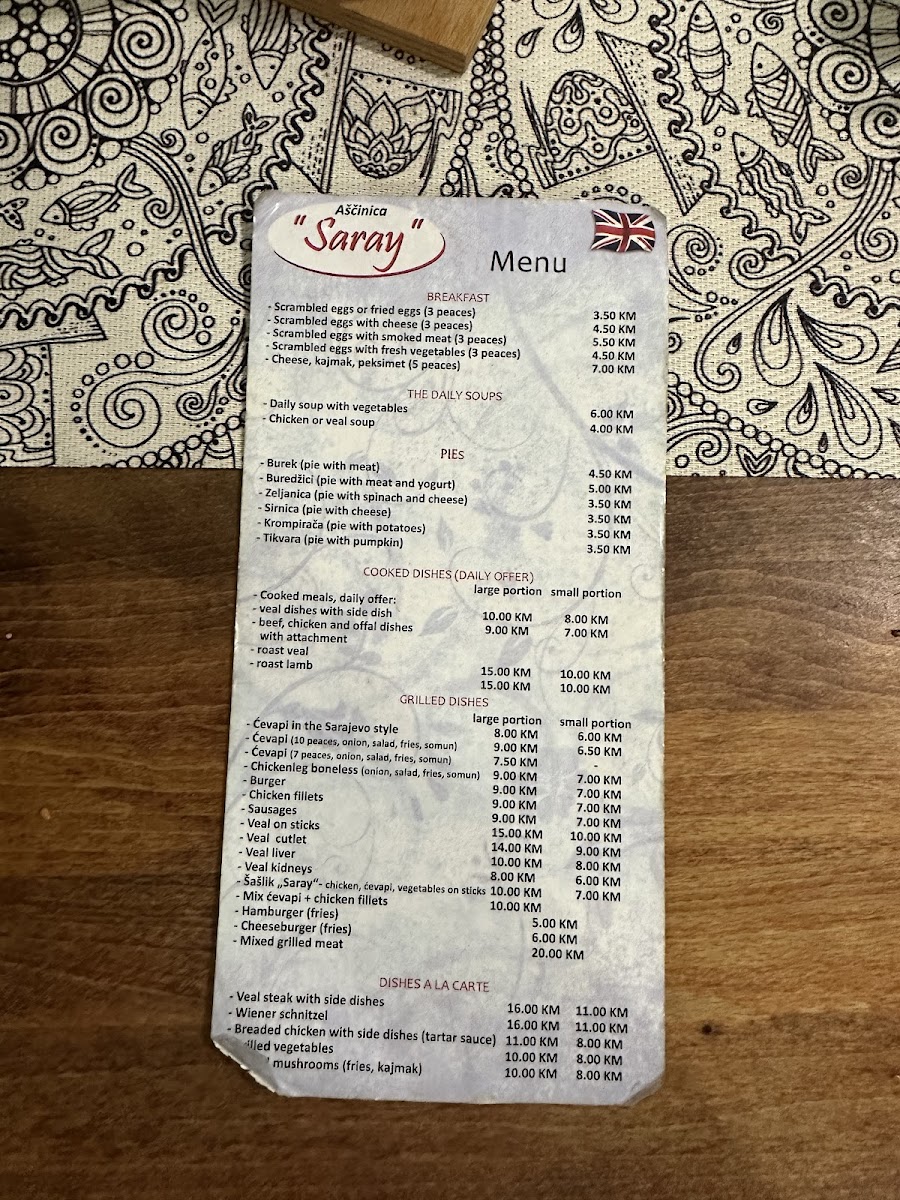 Aščinica
"Saray"
Menu
BREAKFAST
- Scrambled eggs or fried eggs (3 peaces) 3.50 KM
- Scrambled eggs with cheese (3 peaces) 4.50 KM
- Scrambled eggs with smoked meat (3 peaces) 5.50 KM
- Scrambled eggs with fresh vegetables (3 peaces) 4.50 KM
- Cheese, kajmak, peksimet (5 peaces) 7.00 KM
THE DAILY SOUPS
- Daily soup with vegetables 6.00 KM
- Chicken or veal soup 4.00 KM
PIES
- Burek (pie with meat) 4.50 KM
- Buredžici (pie with meat and yogurt) 5.00 KM
- Zeljanica (pie with spinach and cheese) 3.50 KM
- Sirnica (pie with cheese) 3.50 KM
- Krompirača (pie with potatoes) 3.50 KM
- Tikvara (pie with pumpkin) 3.50 KM
COOKED DISHES (DAILY OFFER)
large portion small portion
- Cooked meals, daily offer:
- veal dishes with side dish 10.00 KM 8.00 KM
- beef, chicken and offal dishes 9.00 KM 7.00 KM
with attachment
- roast veal 15.00 KM 10.00 KM
- roast lamb 15.00 KM 10.00 KM
GRILLED DISHES
large portion small portion
- Ćevapi in the Sarajevo style 8.00 KM 6.00 KM
- Ćevapi (10 peaces, onion, salad, fries, somun) 9.00 KM 6.50 KM
- Ćevapi (7 peaces, onion, salad, fries, somun) 7.50 KM -
- Chickenleg boneless (onion, salad, fries, somun) 9.00 KM 7.00 KM
- Burger 9.00 KM 7.00 KM
- Chicken fillets 9.00 KM 7.00 KM
- Sausages 9.00 KM 7.00 KM
- Veal on sticks 15.00 KM 10.00 KM
- Veal cutlet 14.00 KM 9.00 KM
- Veal liver 10.00 KM 8.00 KM
- Veal kidneys 8.00 KM 6.00 KM
- Šašlik „Saray“- chicken, ćevapi, vegetables on sticks 10.00 KM 7.00 KM
- Mix ćevapi + chicken fillets 10.00 KM
- Hamburger (fries) 5.00 KM
- Cheeseburger (fries) 6.00 KM
- Mixed grilled meat 20.00 KM
DISHES A LA CARTE
- Veal steak with side dishes 16.00 KM 11.00 KM
- Wiener schnitzel 16.00 KM 11.00 KM
- Breaded chicken with side dishes (tartar sauce) 11.00 KM 8.00 KM
illed vegetables 10.00 KM 8.00 KM
mushrooms (fries, kajmak) 10.00 KM 8.00 KM